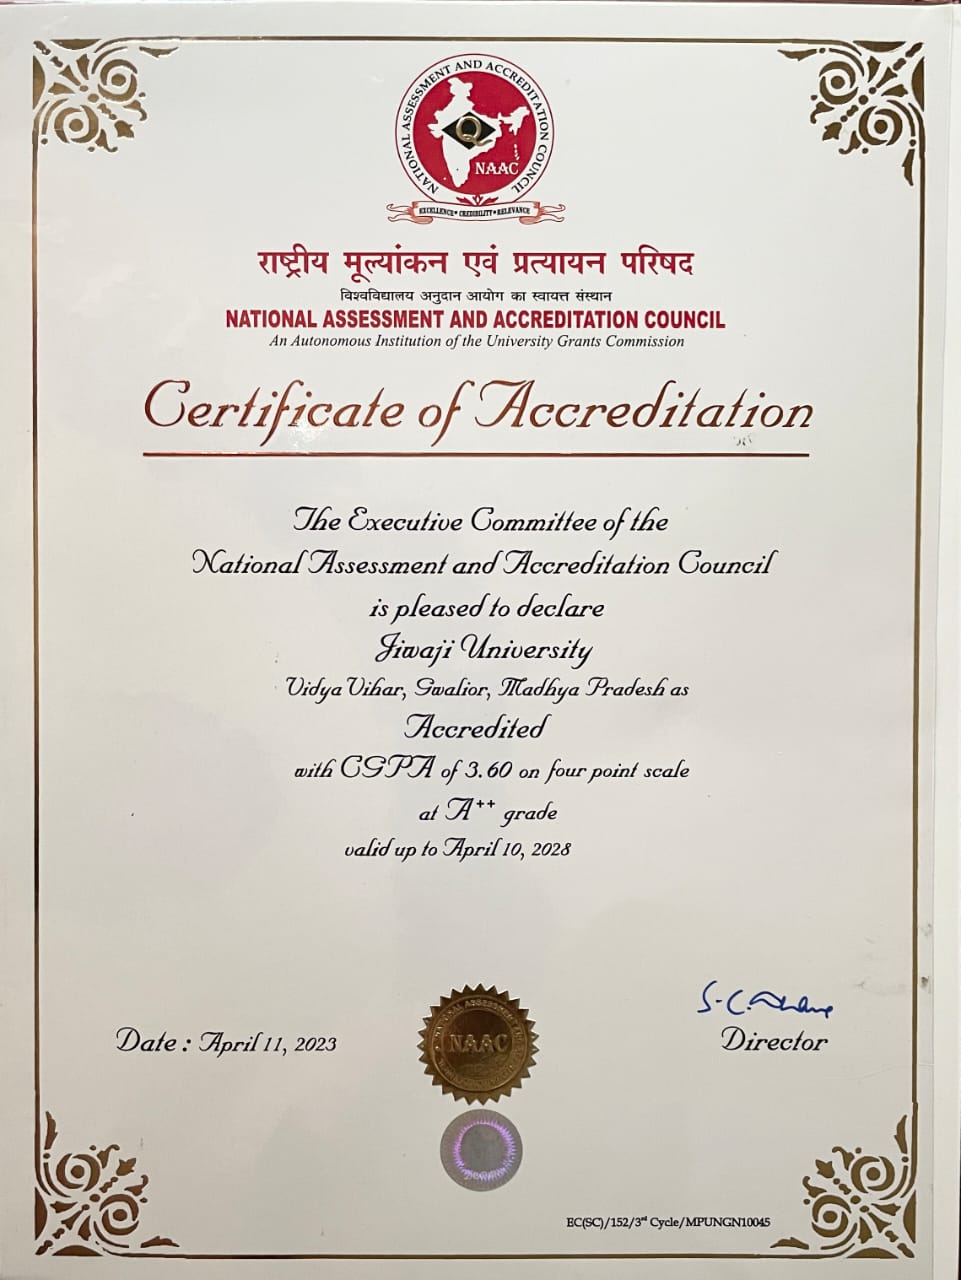 NATIONAL ASSESSMENT AND ACCREDITATION COUNCIL
Q
NAAC
EXCELLENCE • CREDIBILITY • RELEVANCE
राष्ट्रीय मूल्यांकन एवं प्रत्यायन परिषद
विश्वविद्यालय अनुदान आयोग का स्वायत्त संस्थान
NATIONAL ASSESSMENT AND ACCREDITATION COUNCIL
An Autonomous Institution of the University Grants Commission
Certificate of Accreditation
The Executive Committee of the
National Assessment and Accreditation Council
is pleased to declare
Jiwaji University
Vidya Vihar, Gwalior, Madhya Pradesh as
Accredited
with CGPA of 3.60 on four point scale
at A++ grade
valid up to April 10, 2028
Date : April 11, 2023
NAAC
Director
EC(SC)/152/3rd Cycle/MPUNGN10045